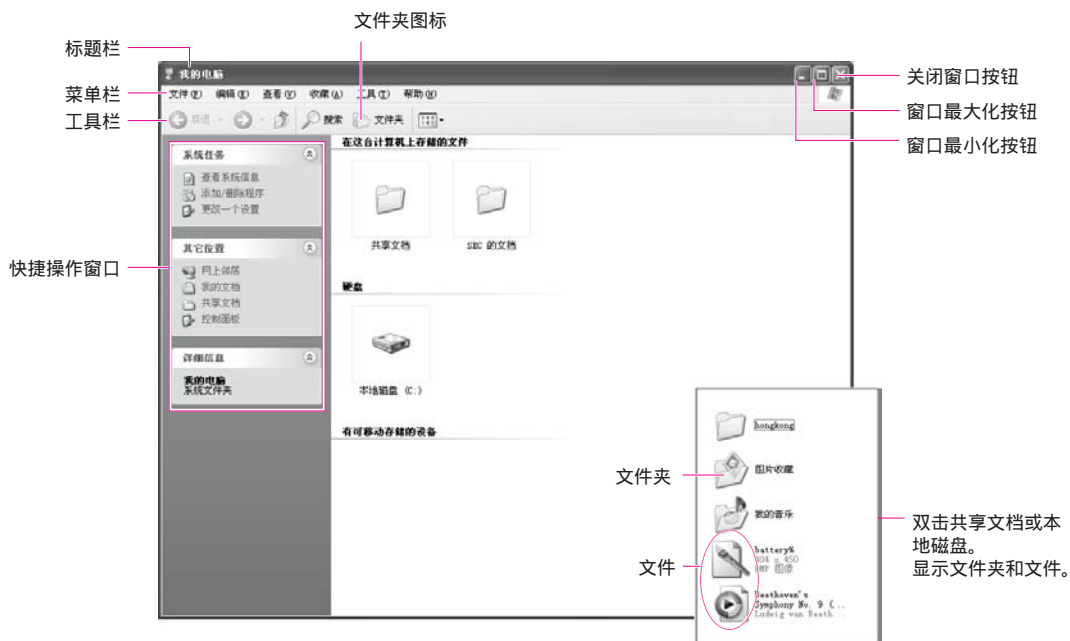 文件夹图标
标题栏
菜单栏
工具栏
快捷操作窗口
我的电脑
文件(F) 编辑(E) 查看(V) 收藏(A) 工具(T) 帮助(H)
后退 搜索 文件夹
系统任务
查看系统信息
添加/删除程序
更改一个设置
其它位置
网上邻居
我的文档
共享文档
控制面板
详细信息
我的电脑
系统文件夹
在这台计算机上存储的文件
共享文档
SEC 的文档
硬盘
本地磁盘 (C:)
有可移动存储的设备
关闭窗口按钮
窗口最大化按钮
窗口最小化按钮
文件夹
文件
hongkong
图片收藏
我的音乐
battery%
404 x 450
BMP 图像
Beethoven's
Symphony No. 9 (...
Ludwig van Beeth...
双击共享文档或本
地磁盘。
显示文件夹和文件。